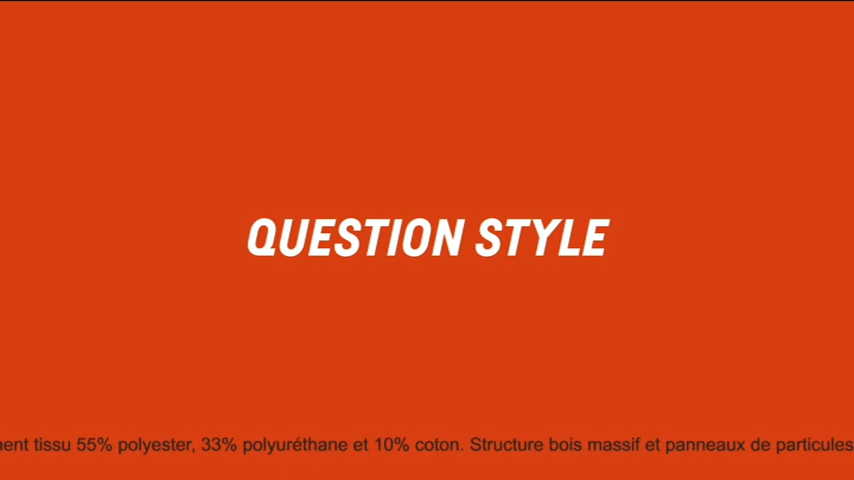 QUESTION STYLE
tissu 55% polyester, 33% polyuréthane et 10% coton. Structure bois massif et panneaux de particules